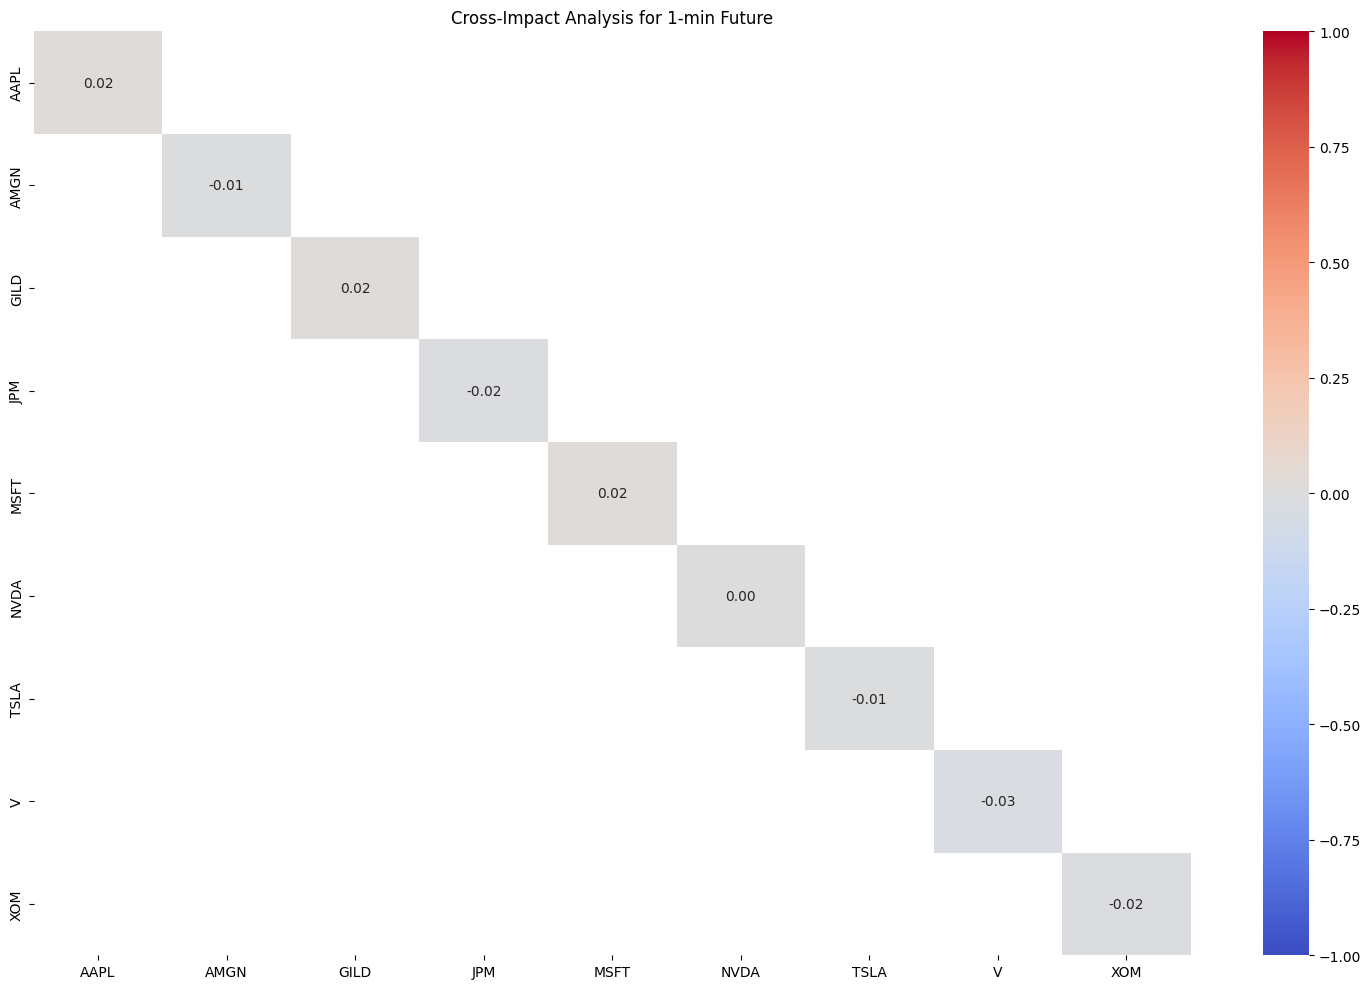 Cross-Impact Analysis for 1-min Future
AAPL
0.02
AMGN
-0.01
GILD
0.02
JPM
-0.02
MSFT
0.02
NVDA
0.00
TSLA
-0.01
V
-0.03
XOM
-0.02
AAPL AMGN GILD JPM MSFT NVDA TSLA V XOM
1.00
0.75
0.50
0.25
0.00
−0.25
−0.50
−0.75
−1.00